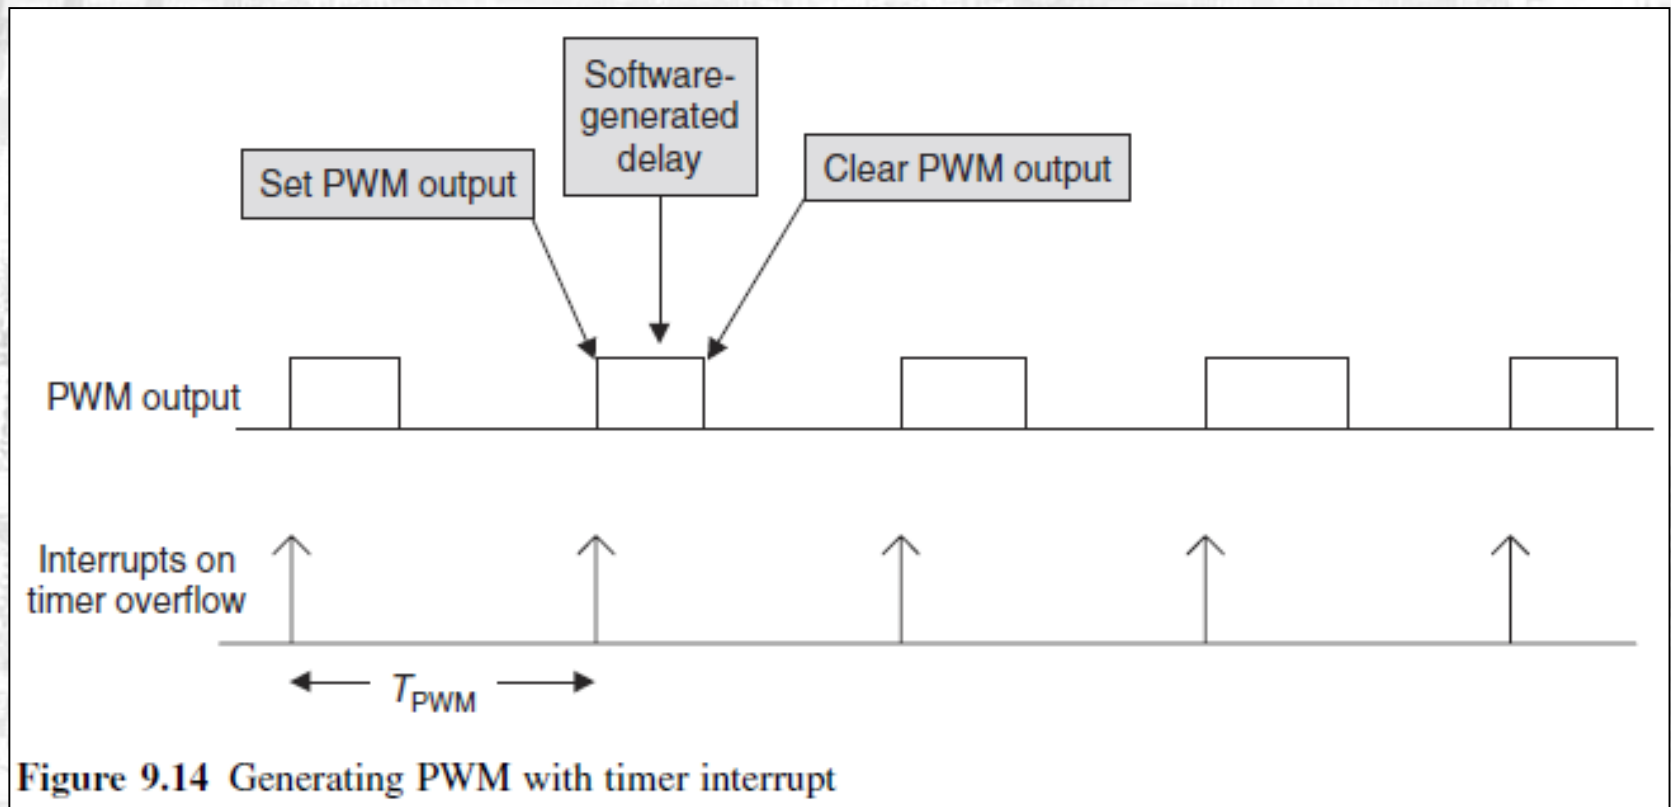 Software-
generated
delay
Set PWM output
Clear PWM output
PWM output
Interrupts on
timer overflow
TPWM
Figure 9.14 Generating PWM with timer interrupt